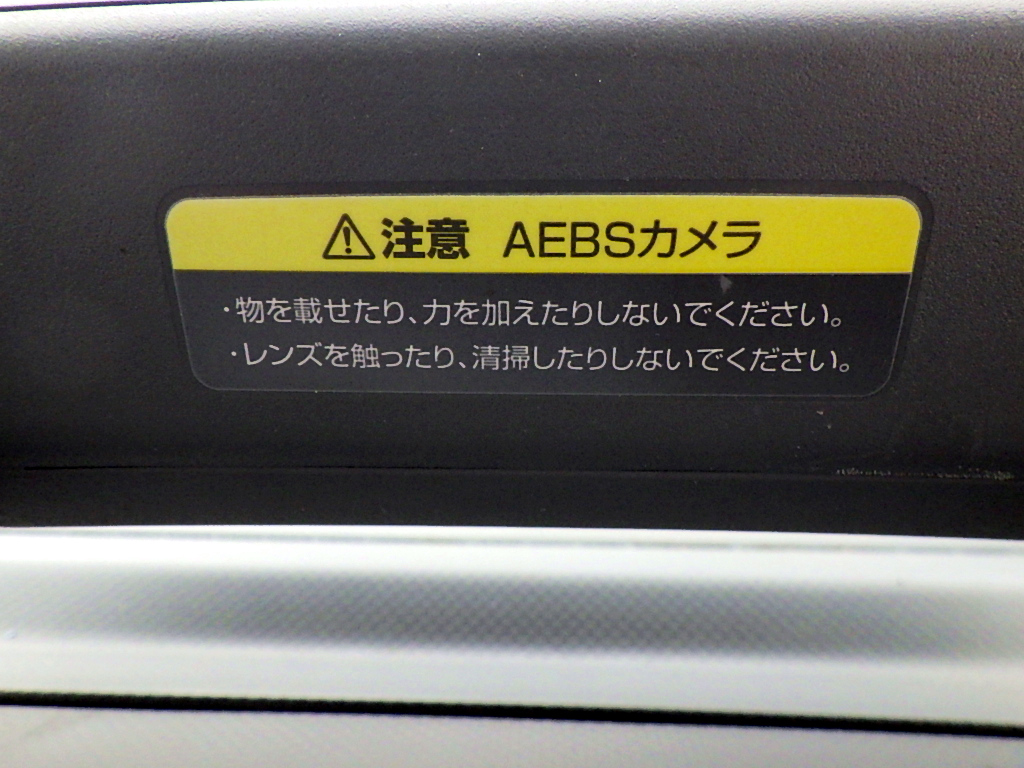 ⚠注意 AEBSカメラ
・物を載せたり、力を加えたりしないでください。
・レンズを触ったり、清掃したりしないでください。